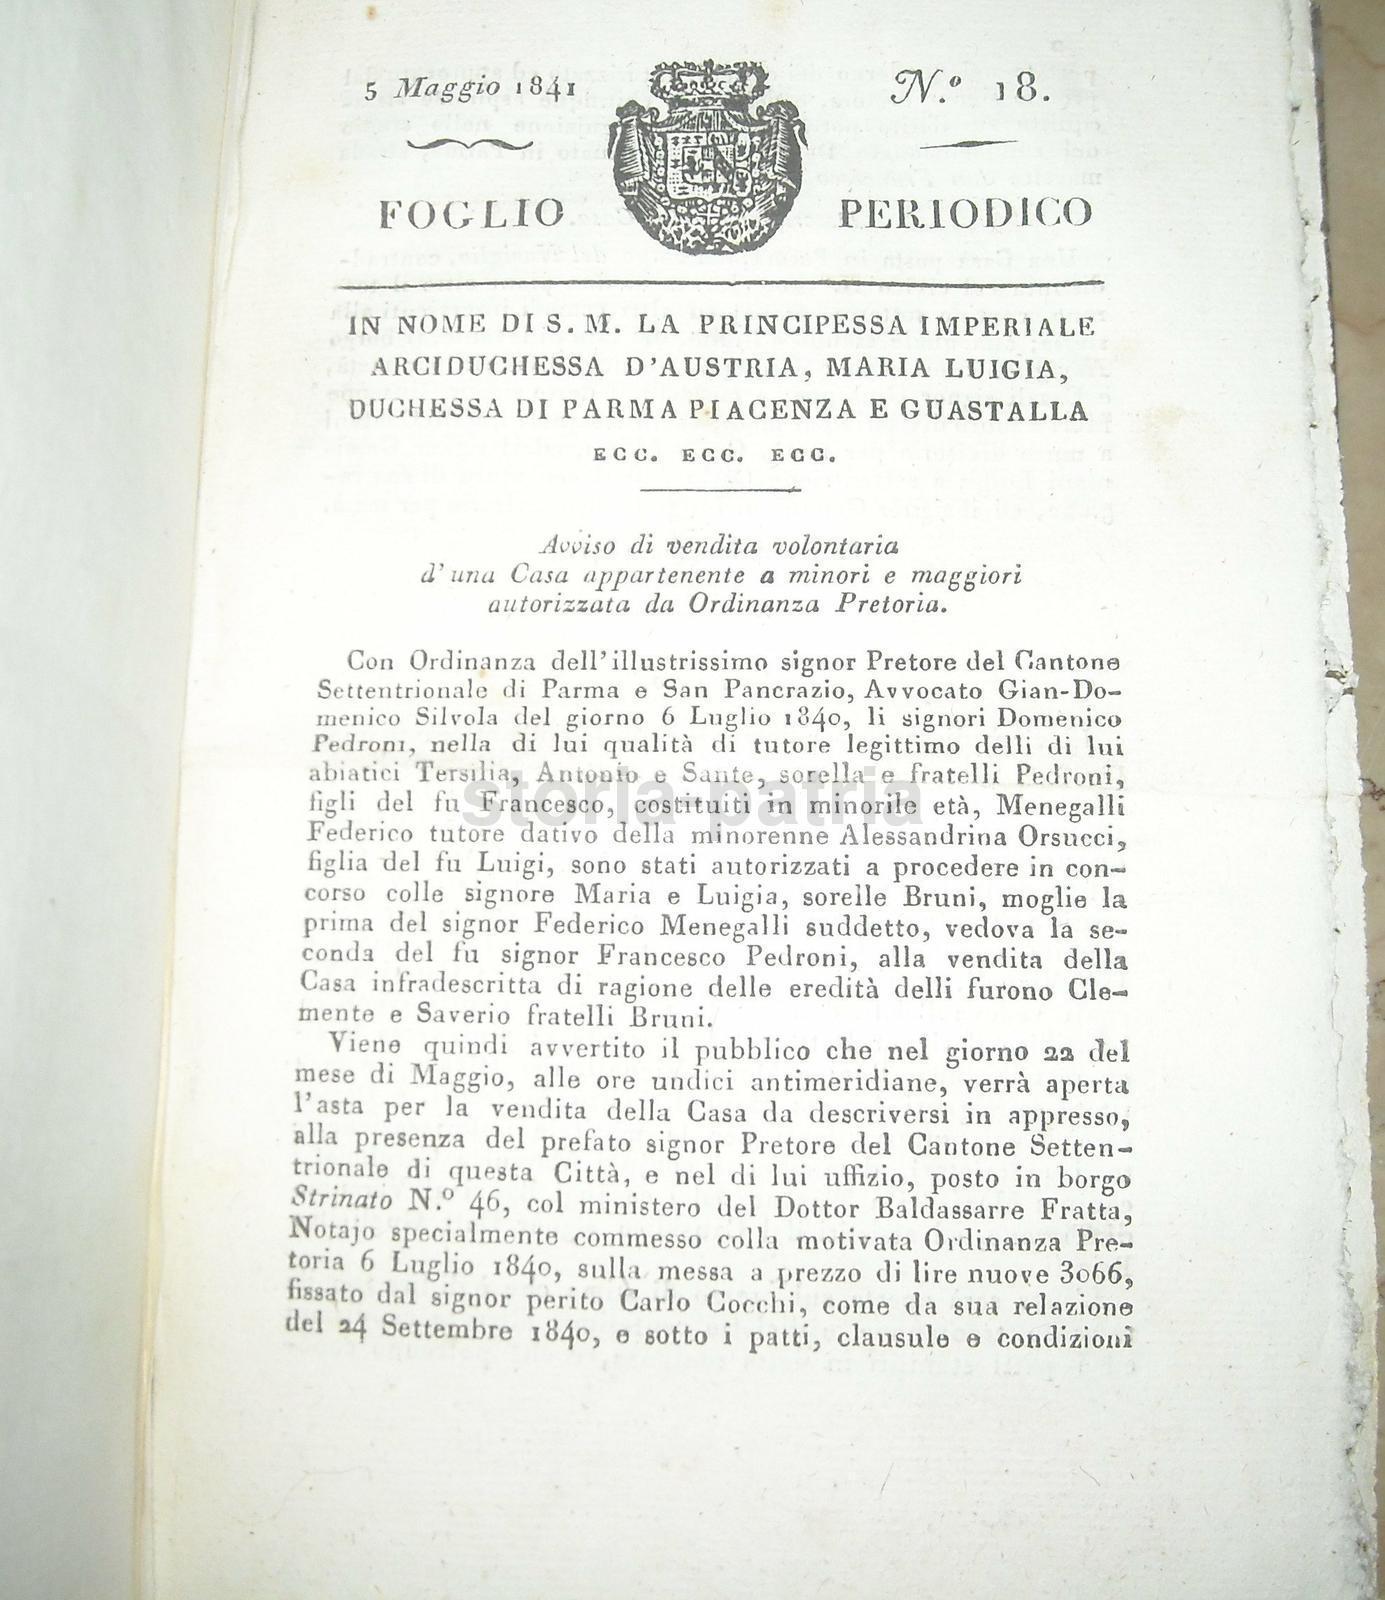 5 Maggio 1841
N.º 18.
FOGLIO PERIODICO
IN NOME DI S. M. LA PRINCIPESSA IMPERIALE
ARCIDUCHESSA D'AUSTRIA, MARIA LUIGIA,
DUCHESSA DI PARMA PIACENZA E GUASTALLA
ECC. ECC. ECC.
Avviso di vendita volontaria
d'una Casa appartenente a minori e maggiori
autorizzata da Ordinanza Pretoria.
Con Ordinanza dell'illustrissimo signor Pretore del Cantone
Settentrionale di Parma e San Pancrazio, Avvocato Gian-Do-
menico Silvola del giorno 6 Luglio 1840, li signori Domenico
Pedroni, nella di lui qualità di tutore legittimo delli di lui
abiatici Tersilia, Antonio e Sante, sorella e fratelli Pedroni,
figli del fu Francesco, costituiti in minorile età, Menegalli
Federico tutore dativo della minorenne Alessandrina Orsucci,
figlia del fu Luigi, sono stati autorizzati a procedere in con-
corso colle signore Maria e Luigia, sorelle Bruni, moglie la
prima del signor Federico Menegalli suddetto, vedova la se-
conda del fu signor Francesco Pedroni, alla vendita della
Casa infradescritta di ragione delle eredità delli furono Cle-
mente e Saverio fratelli Bruni.
Viene quindi avvertito il pubblico che nel giorno 22 del
mese di Maggio, alle ore undici antimeridiane, verrà aperta
l'asta per la vendita della Casa da descriversi in appresso,
alla presenza del prefato signor Pretore del Cantone Setten-
trionale di questa Città, e nel di lui uffizio, posto in borgo
Strinato N.º 46, col ministero del Dottor Baldassarre Fratta,
Notajo specialmente commesso colla motivata Ordinanza Pre-
toria 6 Luglio 1840, sulla messa a prezzo di lire nuove 3066,
fissato dal signor perito Carlo Cocchi, come da sua relazione
del 24 Settembre 1840, e sotto i patti, clausule e condizioni
storia patria